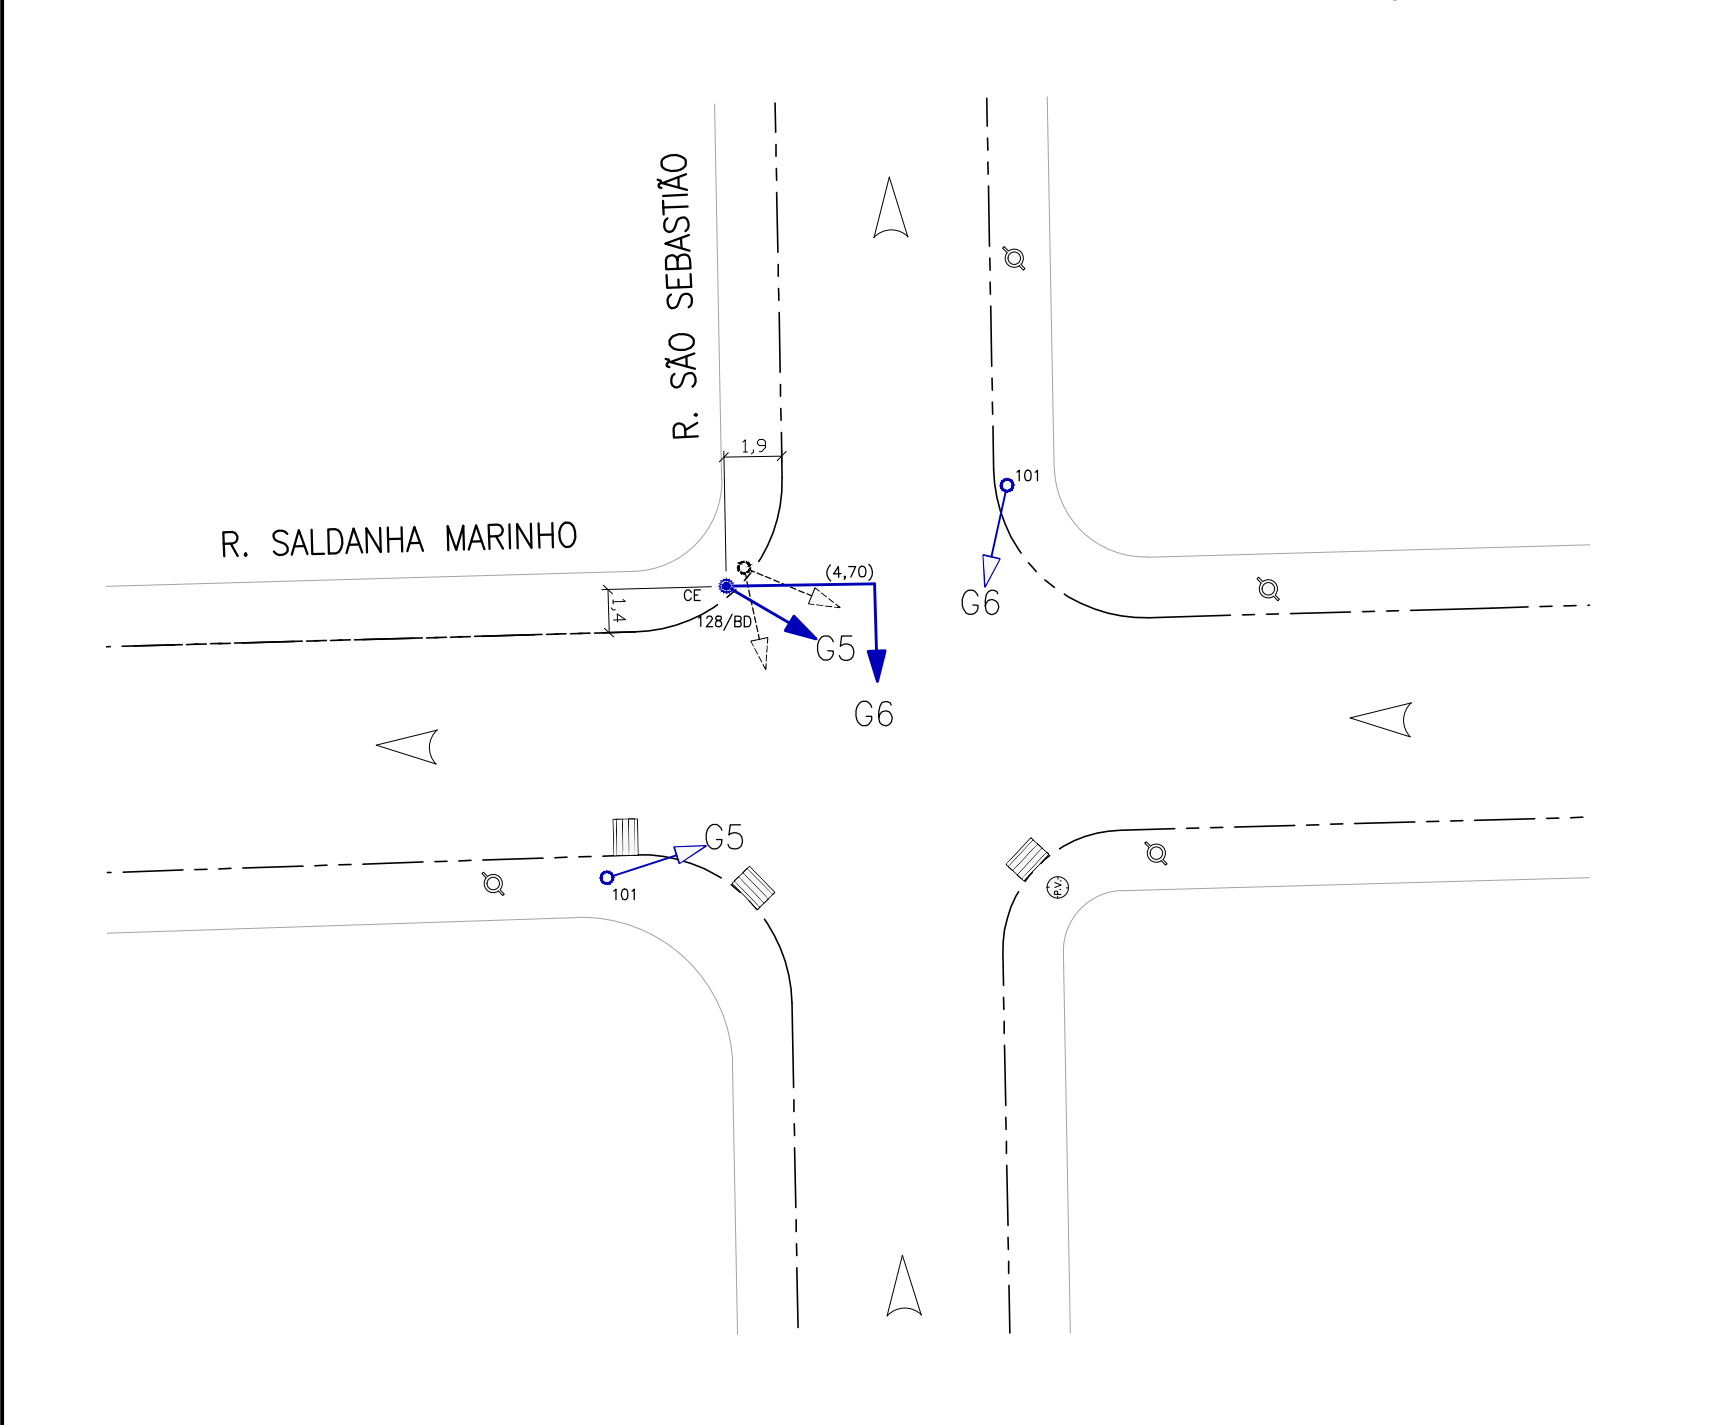 R. SÃO SEBASTIÃO
1,9
101
R. SALDANHA MARINHO
(4,70)
CE
1,4
G6
128/BD
G5
G6
G5
101
P.V.